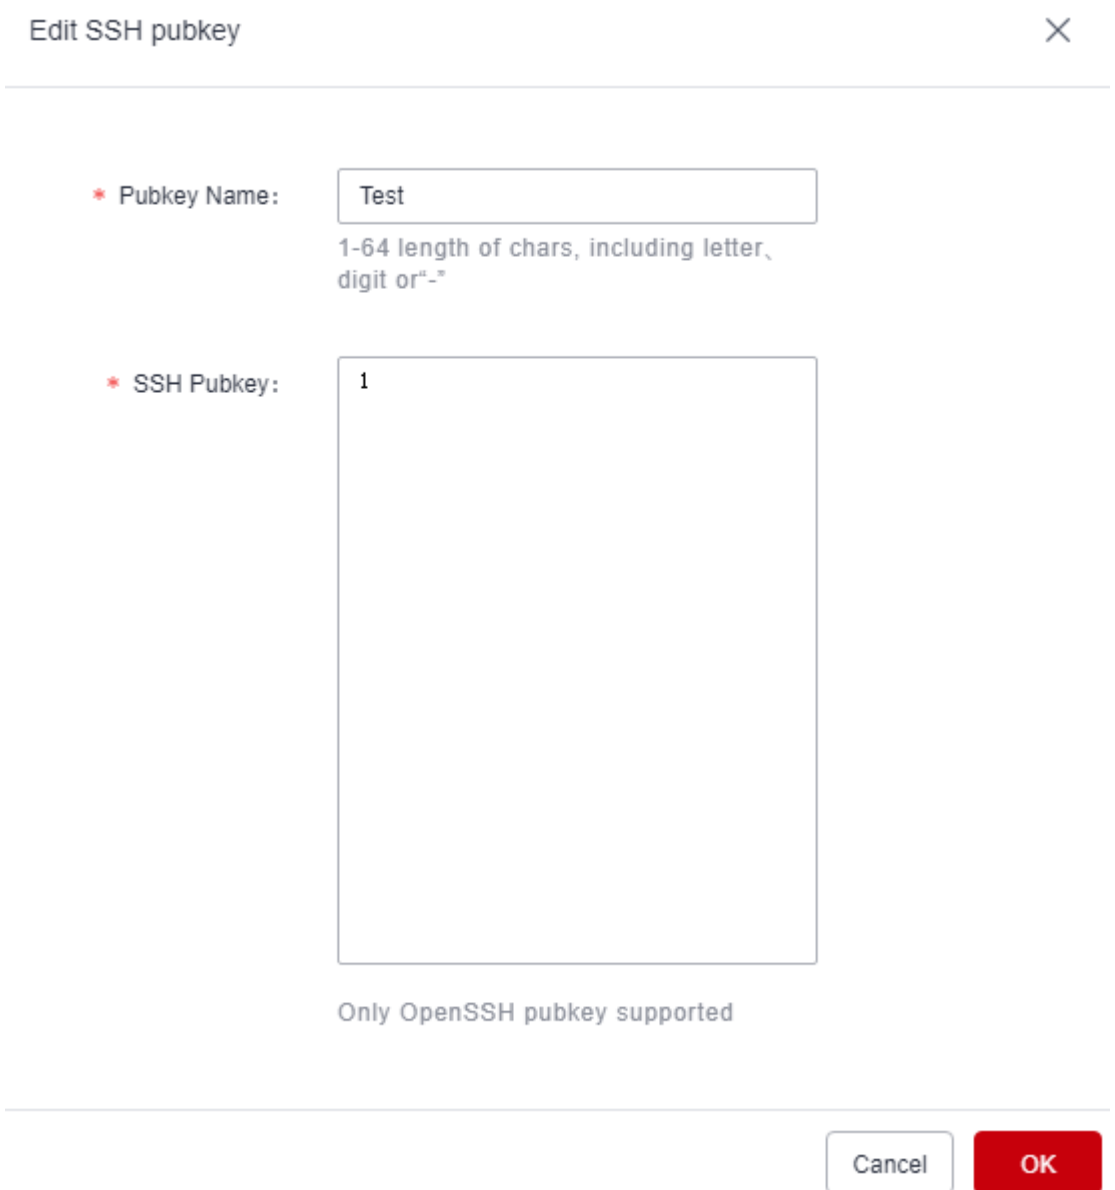 Edit SSH pubkey
* Pubkey Name:
Test
1-64 length of chars, including letter、
digit or“-”
* SSH Pubkey:
1
Only OpenSSH pubkey supported
Cancel
OK